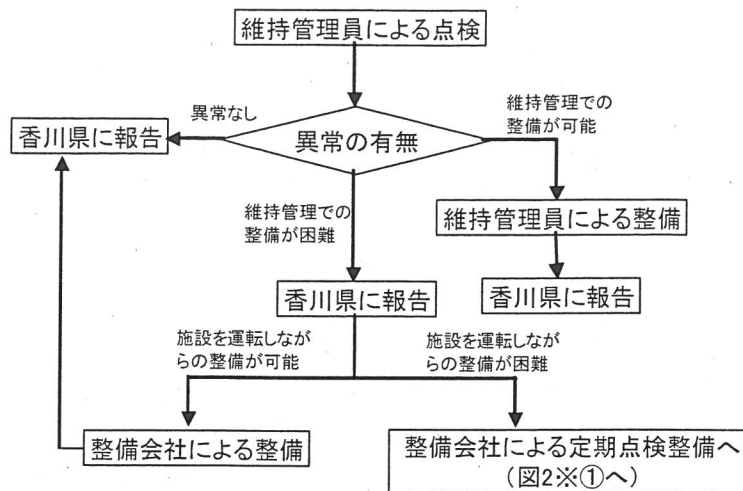 維持管理員による点検
異常なし
維持管理での
整備が可能
香川県に報告
異常の有無
維持管理での
整備が困難
維持管理員による整備
香川県に報告
香川県に報告
施設を運転しなが
らの整備が可能
施設を運転しなが
らの整備が困難
整備会社による整備
整備会社による定期点検整備へ
(図2※①へ)